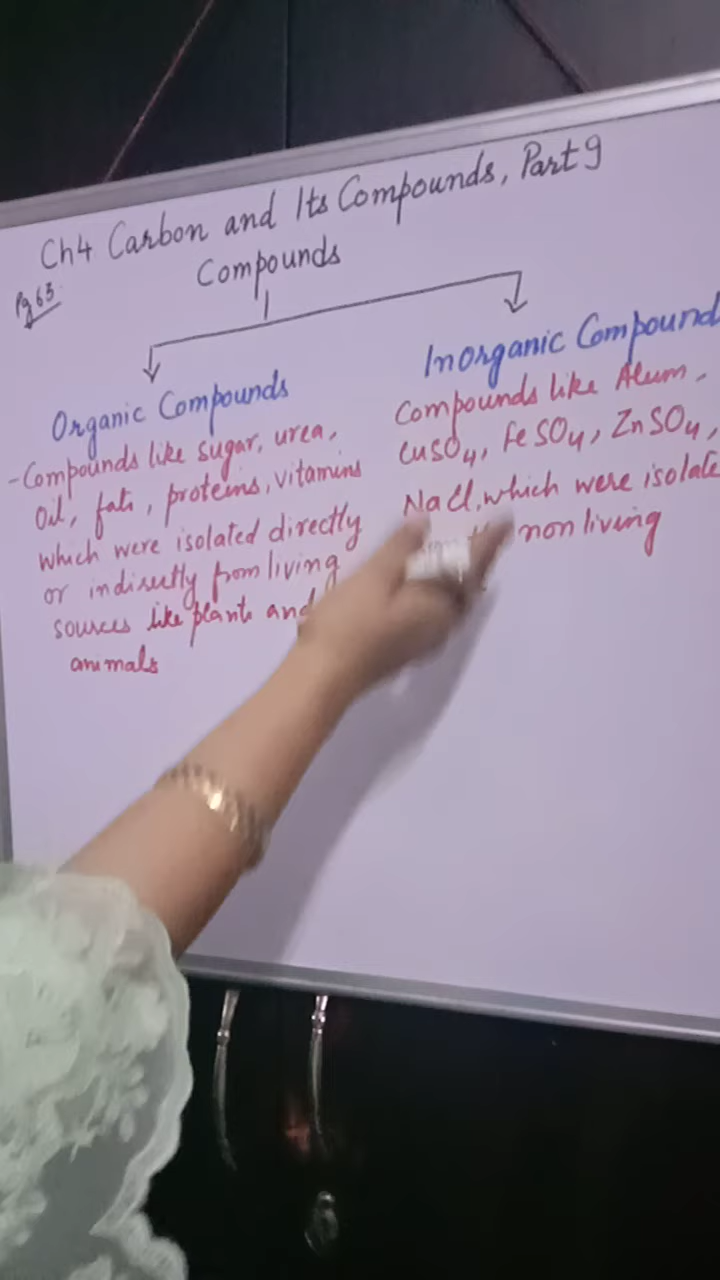 Ch4 Carbon and Its Compounds, Part 9
Pg 63
Compounds
Organic Compounds
-Compounds like sugar, urea,
Oil, fats, proteins, vitamins
which were isolated directly
or indirectly from living
sources like plants and
animals
Inorganic Compound
Compounds like Alum,
CuSO4, FeSO4, ZnSO4,
NaCl, which were isolate
non living